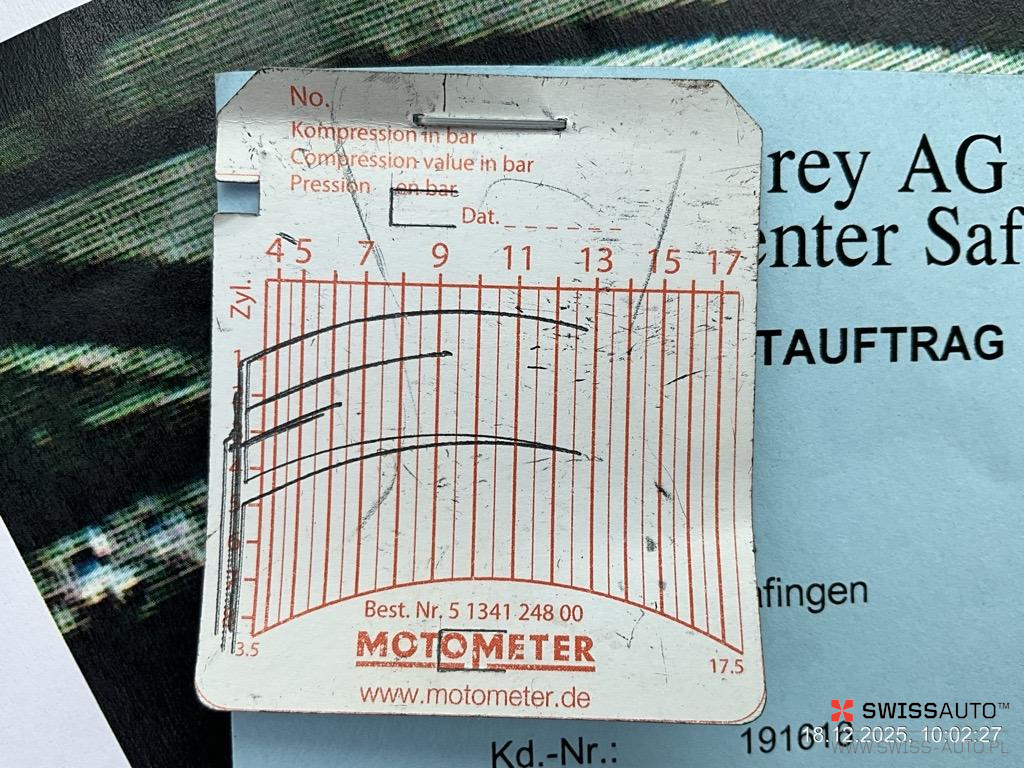 No.
Kompression in bar
Compression value in bar
Pression en bar
Dat.
4 5 7 9 11 13 15 17
Zyl.
1
3.5
17.5
Best. Nr. 5 1341 248 00
MOTOMETER
www.motometer.de
rey AG
enter Saf
TAUFTRAG
fingen
Kd.-Nr.:
SWISSAUTO™
18.12.2025, 10:02:27
WWW.SWISS-AUTO.PL